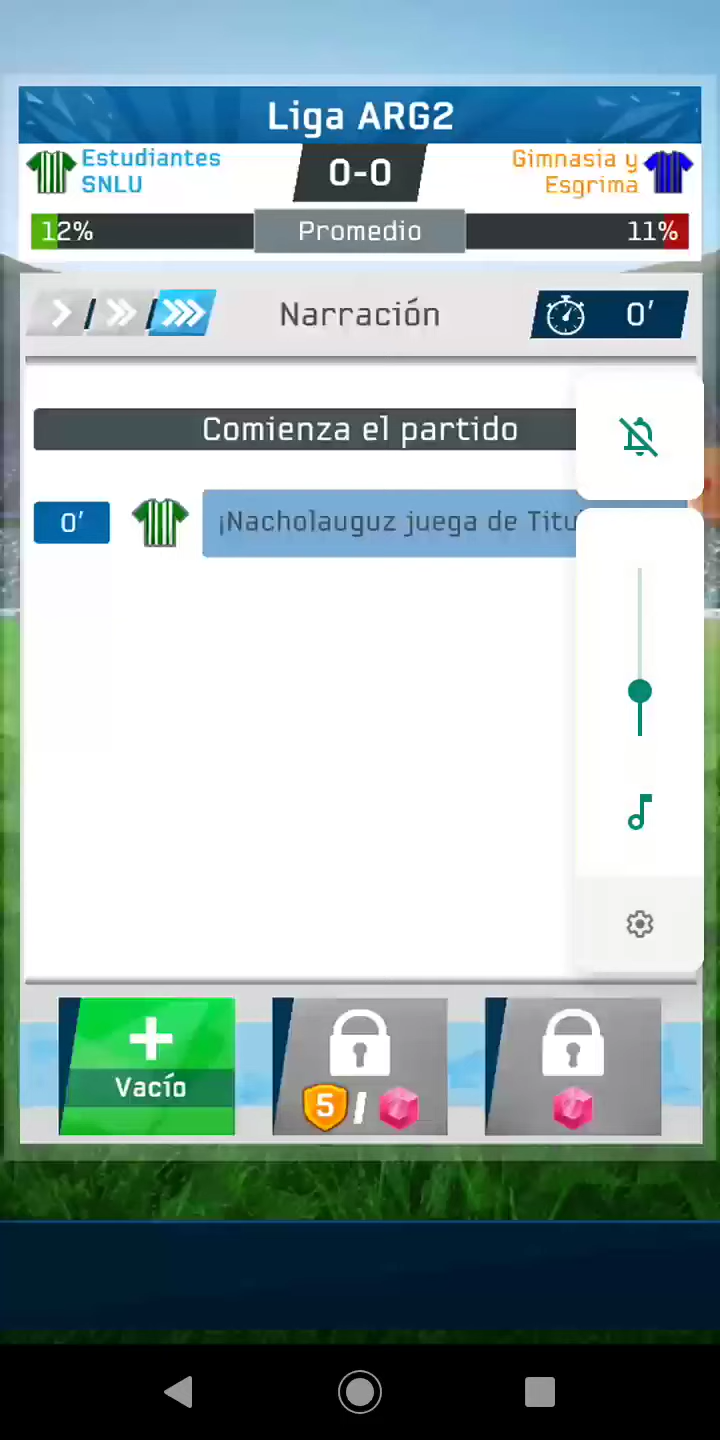 Liga ARG2
Estudiantes
SNLU
0-0
Gimnasia y
Esgrima
12%
Promedio
11%
Narración
0'
Comienza el partido
0'
¡Nacholauguz juega de Titu
Vacío
5